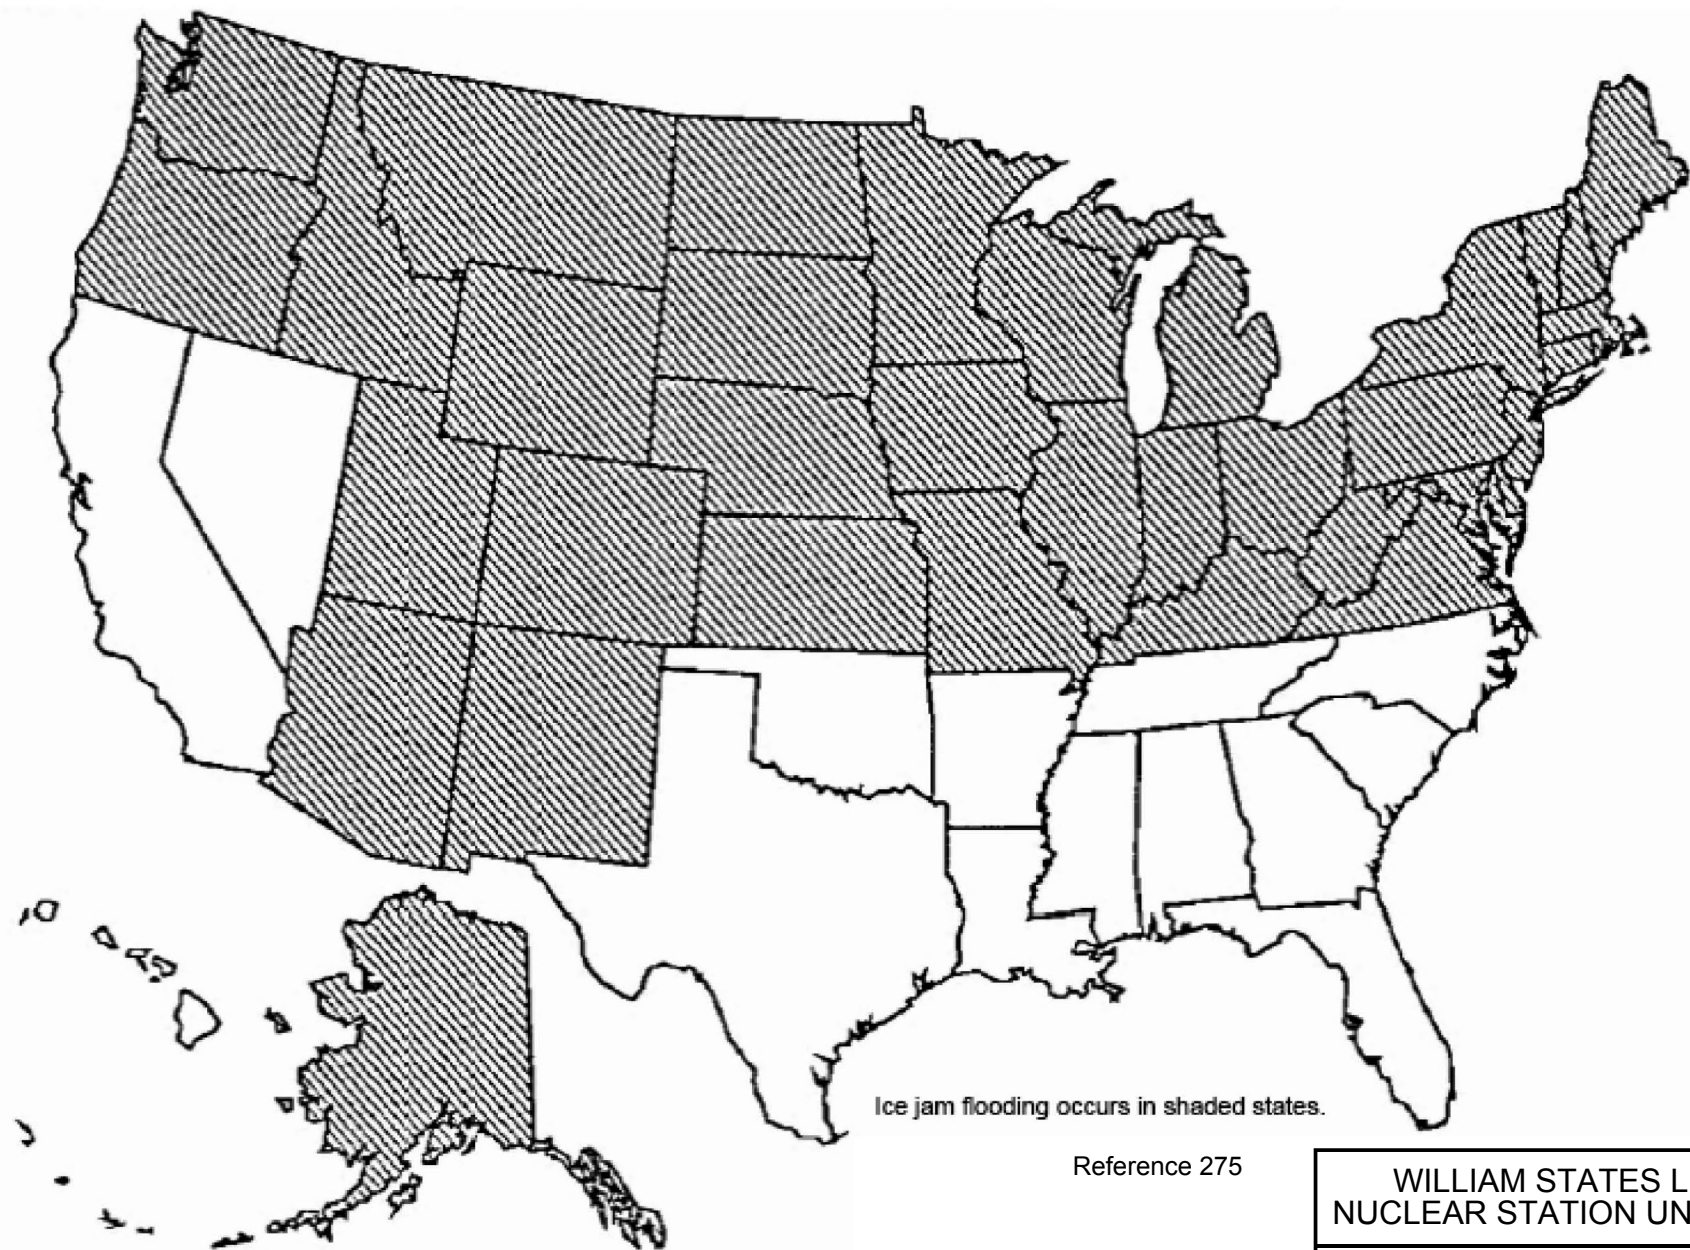 Ice jam flooding occurs in shaded states.
Reference 275
WILLIAM STATES L
NUCLEAR STATION UN